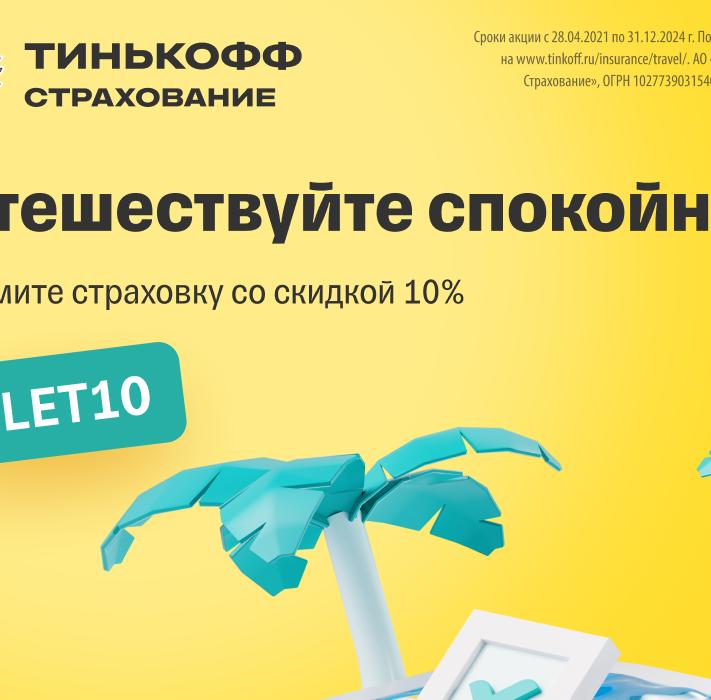 ТИНЬКОФФ
СТРАХОВАНИЕ
Сроки акции с 28.04.2021 по 31.12.2024 г. По
на www.tinkoff.ru/insurance/travel/. АО
Страхование», ОГРН 102773903154
тешествуйте спокойн
мите страховку со скидкой 10%
LET10